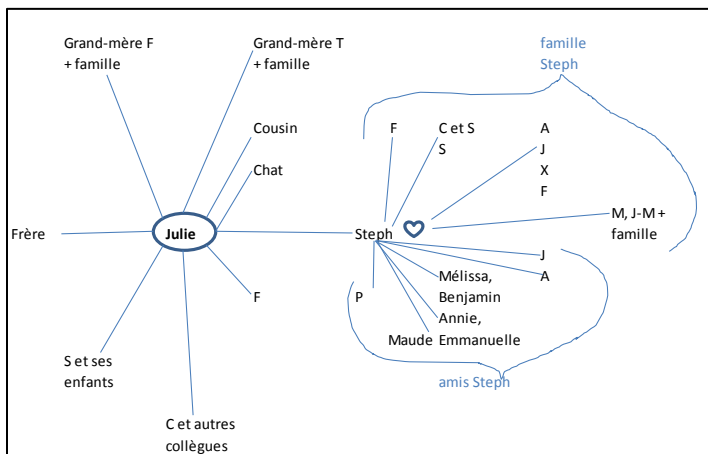 Grand-mère F
+ famille
Grand-mère T
+ famille
famille
Steph
Cousin
Chat
F
C et S
S
A
J
X
F
Frère
Julie
Steph
M, J-M +
famille
J
A
F
P
Mélissa,
Benjamin
Annie,
Maude
Emmanuelle
S et ses
enfants
amis Steph
C et autres
collègues